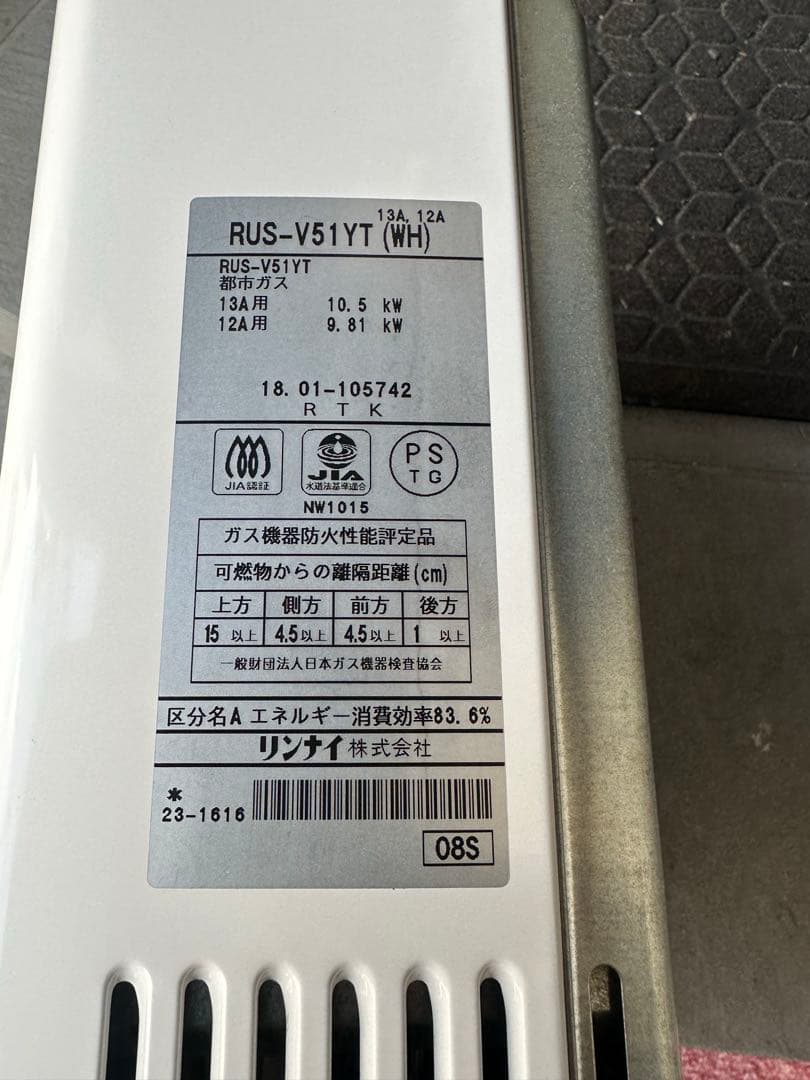 13A, 12A
RUS-V51YT (WH)
RUS-V51YT
都市ガス
13A用 10.5 kW
12A用 9.81 kW
18.01-105742
RTK
JIA認証
JIA
水道法基準適合
PS
TG
NW1015
ガス機器防火性能評定品
可燃物からの離隔距離(cm)
上方 側方 前方 後方
15以上 4.5以上 4.5以上 1以上
一般財団法人日本ガス機器検査協会
区分名A エネルギー消費効率83.6%
リンナイ株式会社
*
23-1616
08S